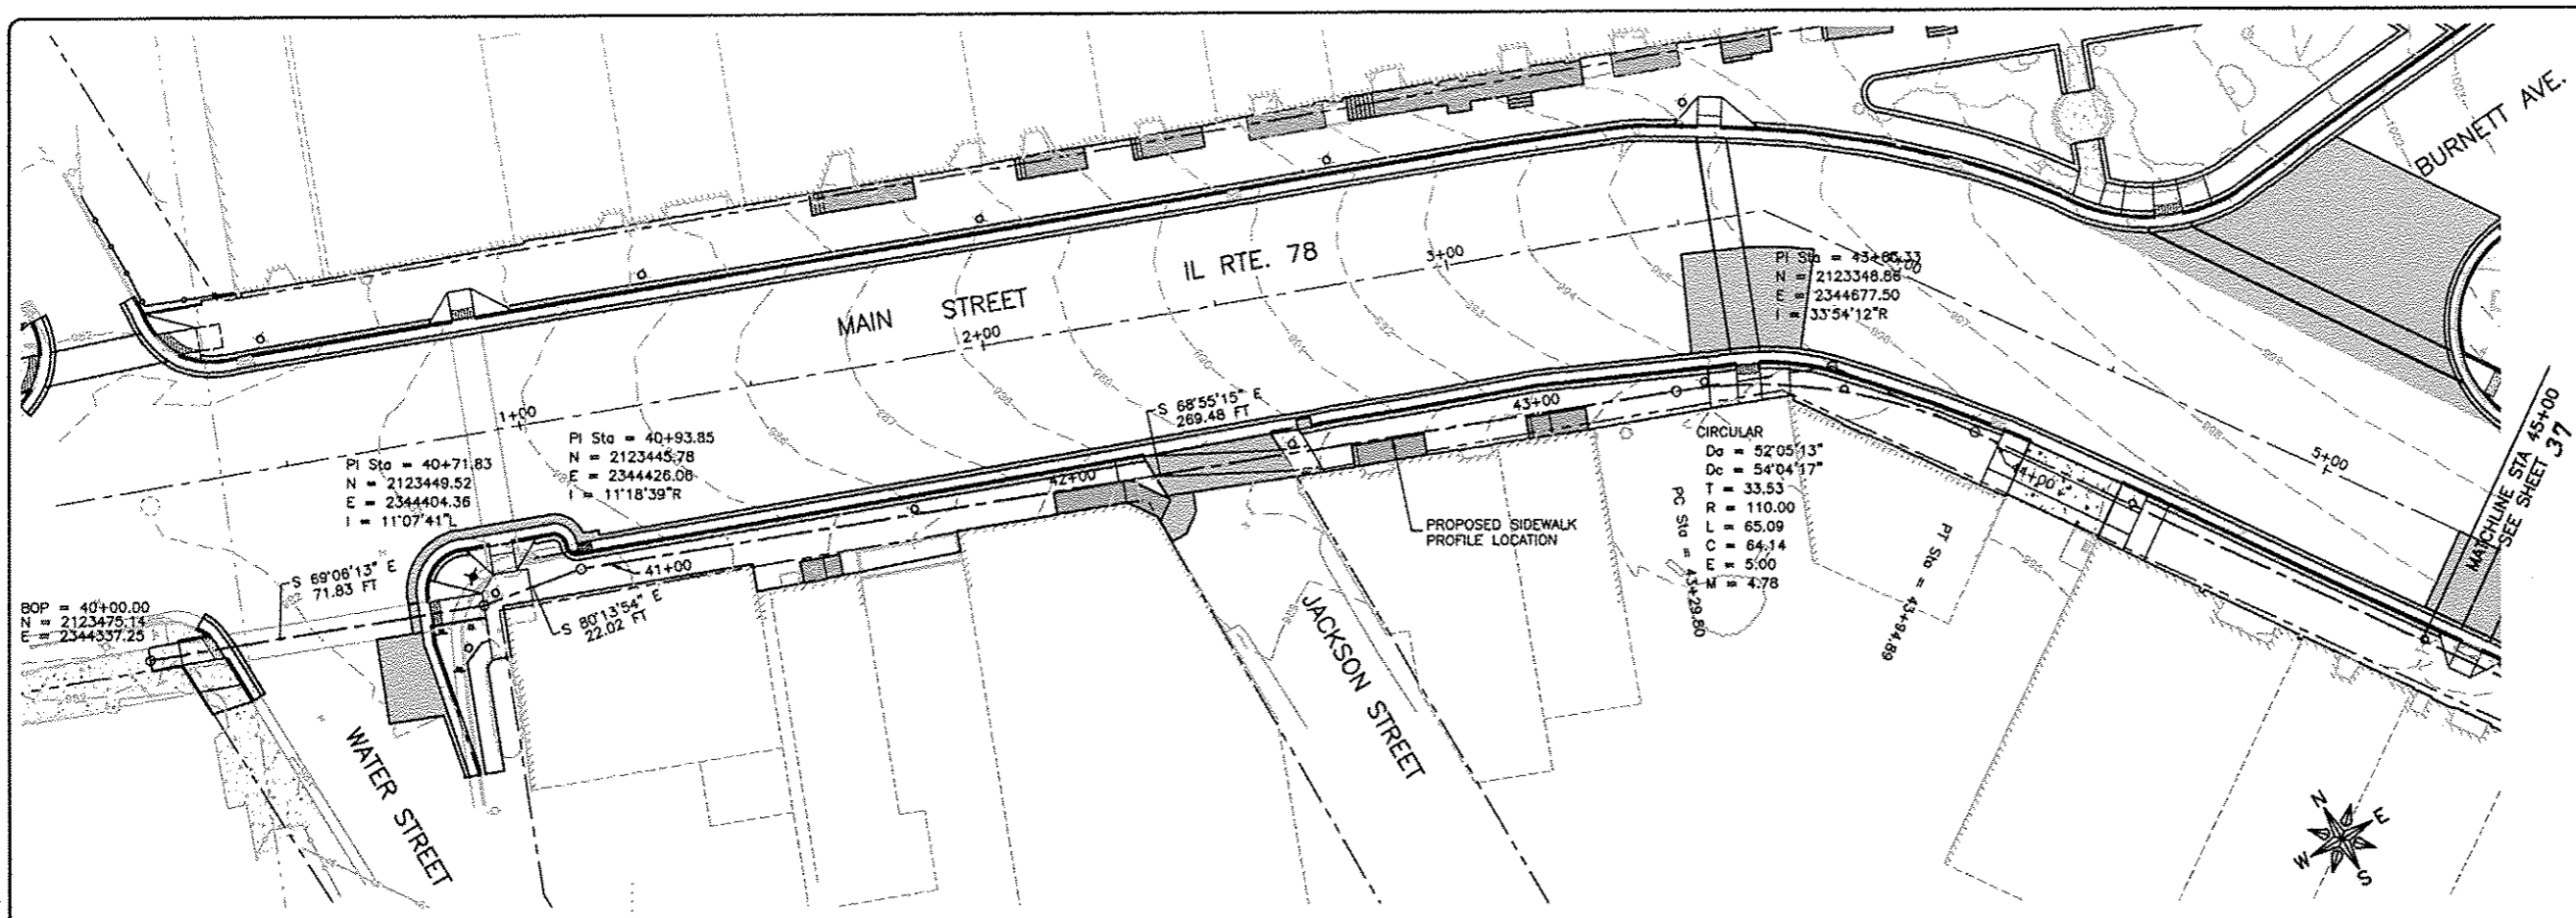 BURNETT AVE.
IL RTE. 78
MAIN STREET
1+00
2+00
3+00
5+00
PI Sta = 43+63.33
N = 2123348.86
E = 2344677.50
I = 33°54'12"R
S 68°55'15" E
269.48 FT
43+00
42+00
41+00
44+00
PI Sta = 40+93.85
N = 2123445.78
E = 2344426.06
I = 11°18'39"R
PI Sta = 40+71.83
N = 2123449.52
E = 2344404.36
I = 11°07'41"L
CIRCULAR
Da = 52°05'13"
Dc = 54°04'17"
T = 33.53
R = 110.00
L = 65.09
C = 64.14
E = 5.00
M = 4.78
PC Sta = 43+29.80
PT Sta = 43+94.89
MATCHLINE STA 45+00
SEE SHEET 37
PROPOSED SIDEWALK
PROFILE LOCATION
S 69°06'13" E
71.83 FT
S 80°13'54" E
22.02 FT
BOP = 40+00.00
N = 2123475.14
E = 2344337.25
JACKSON STREET
WATER STREET
N
E
W
S